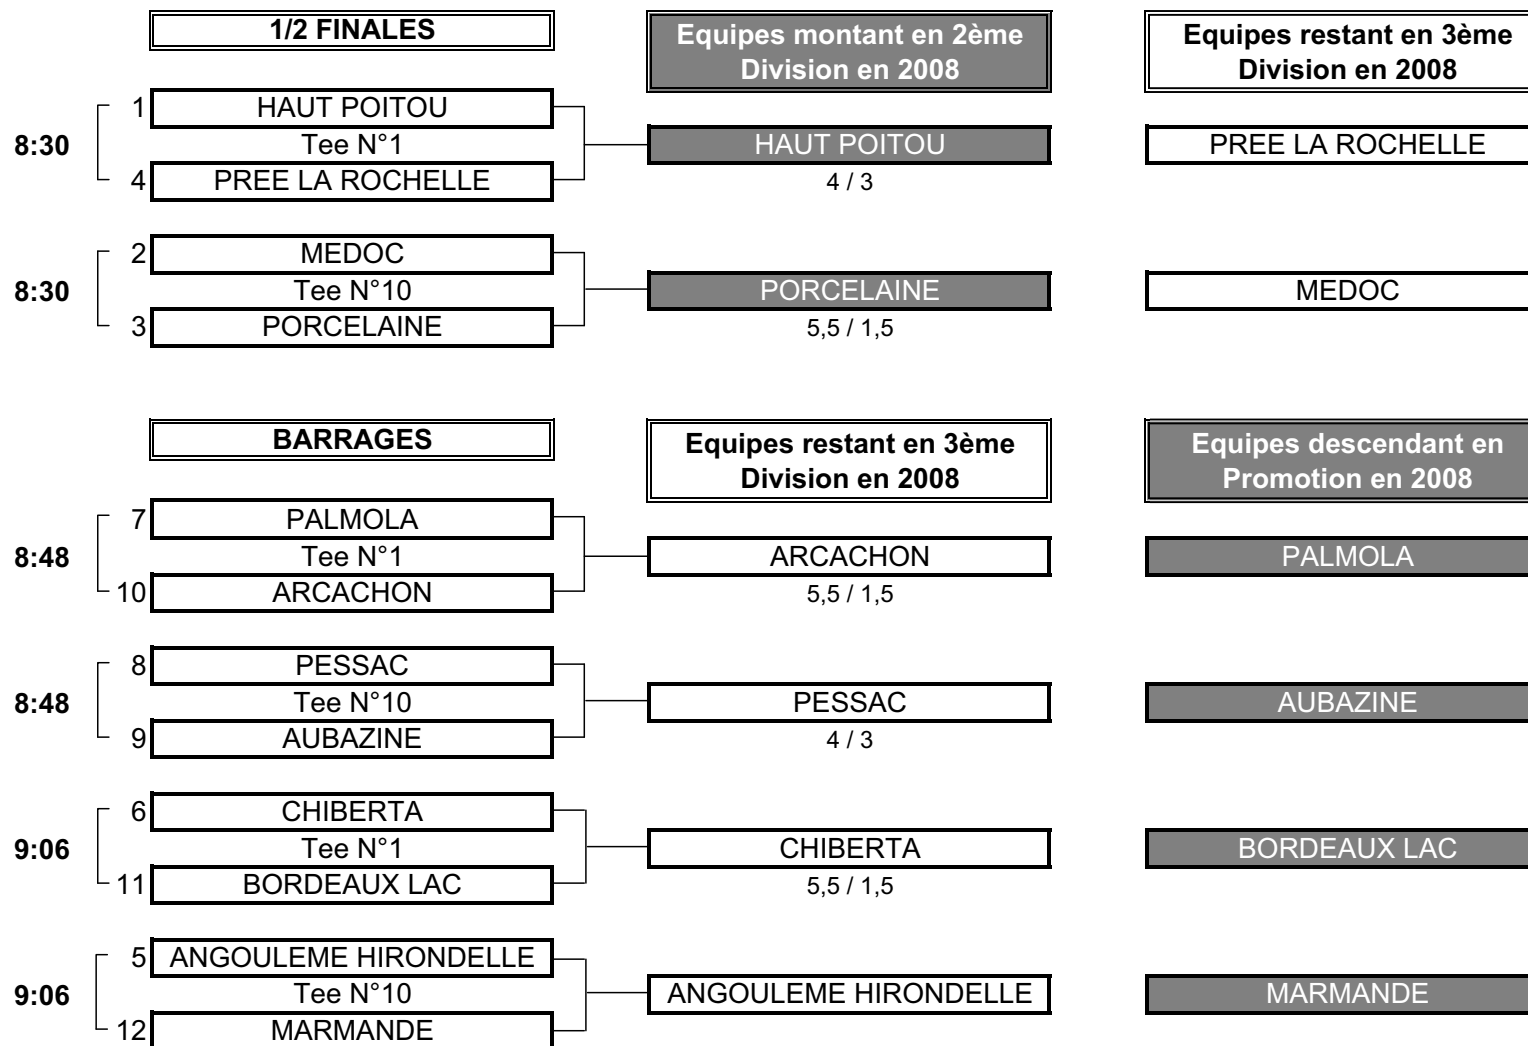 1/2 FINALES
Equipes montant en 2ème
Division en 2008
Equipes restant en 3ème
Division en 2008
1 HAUT POITOU
8:30 Tee N°1 HAUT POITOU PREE LA ROCHELLE
4 PREE LA ROCHELLE 4 / 3
2 MEDOC
8:30 Tee N°10 PORCELAINE MEDOC
3 PORCELAINE 5,5 / 1,5
BARRAGES
Equipes restant en 3ème
Division en 2008
Equipes descendant en
Promotion en 2008
7 PALMOLA
8:48 Tee N°1 ARCACHON PALMOLA
10 ARCACHON 5,5 / 1,5
8 PESSAC
8:48 Tee N°10 PESSAC AUBAZINE
9 AUBAZINE 4 / 3
6 CHIBERTA
9:06 Tee N°1 CHIBERTA BORDEAUX LAC
11 BORDEAUX LAC 5,5 / 1,5
5 ANGOULEME HIRONDELLE
9:06 Tee N°10 ANGOULEME HIRONDELLE MARMANDE
12 MARMANDE